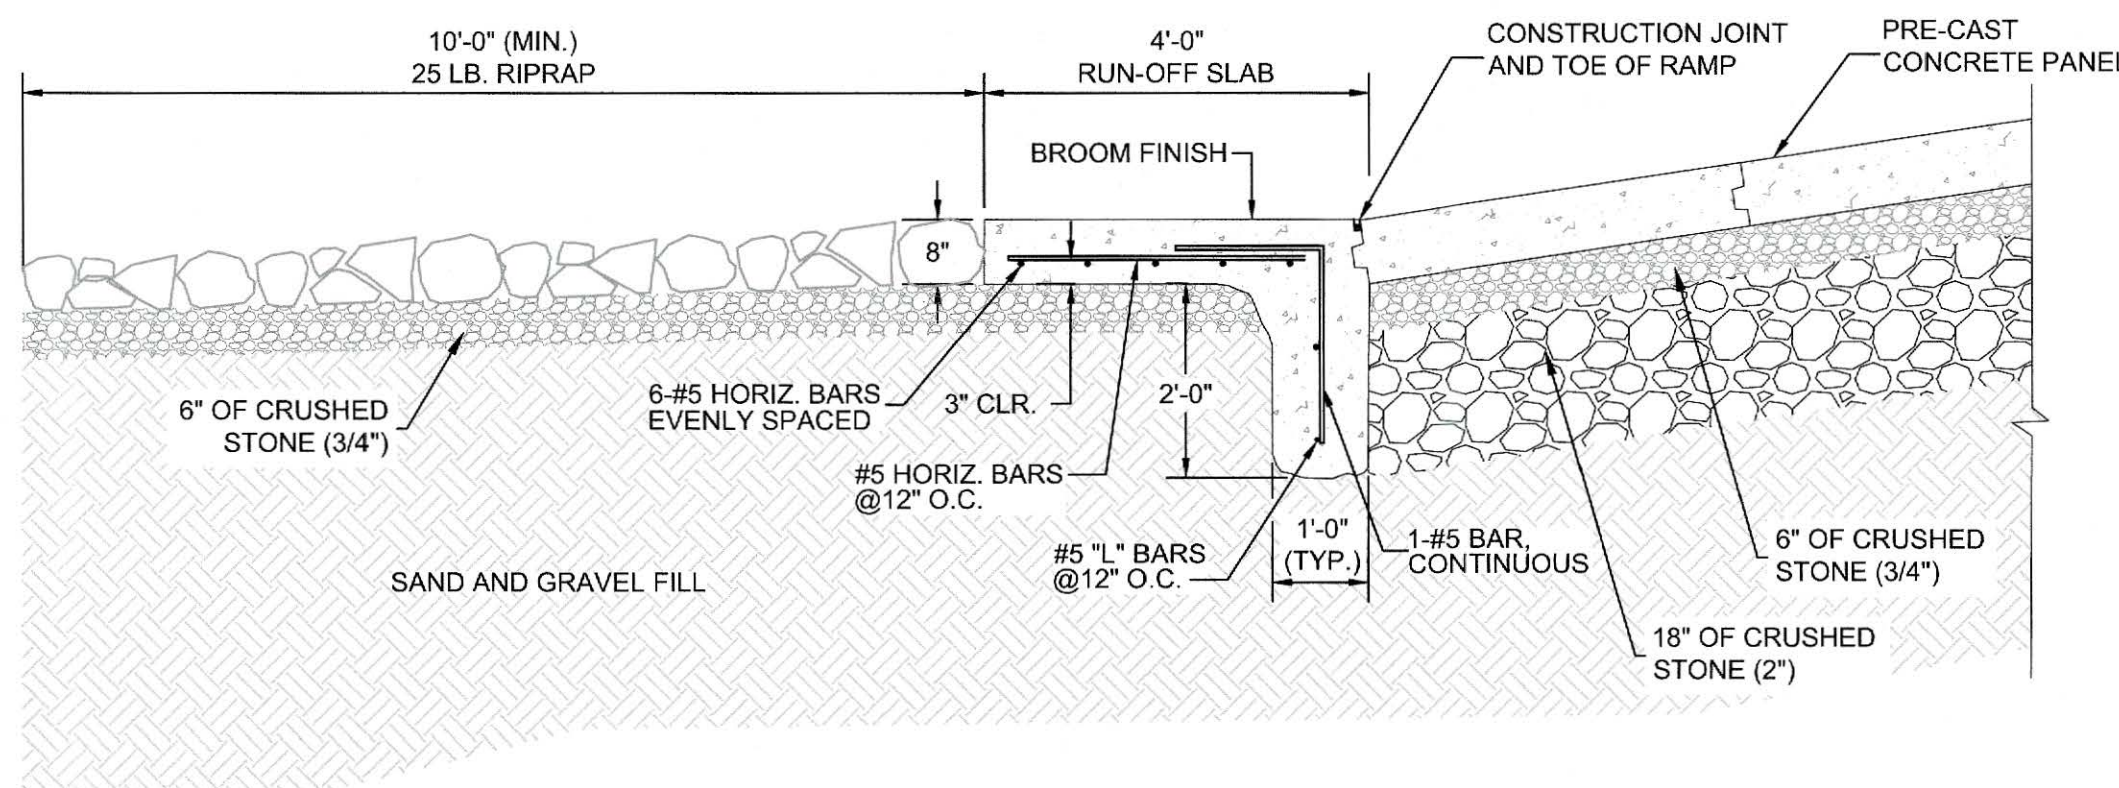 10'-0" (MIN.)
25 LB. RIPRAP
4'-0"
RUN-OFF SLAB
CONSTRUCTION JOINT
AND TOE OF RAMP
PRE-CAST
CONCRETE PANEL
BROOM FINISH
8"
6" OF CRUSHED
STONE (3/4")
6-#5 HORIZ. BARS
EVENLY SPACED
3" CLR.
2'-0"
#5 HORIZ. BARS
@12" O.C.
#5 "L" BARS
@12" O.C.
1'-0"
(TYP.)
1-#5 BAR,
CONTINUOUS
6" OF CRUSHED
STONE (3/4")
SAND AND GRAVEL FILL
18" OF CRUSHED
STONE (2")